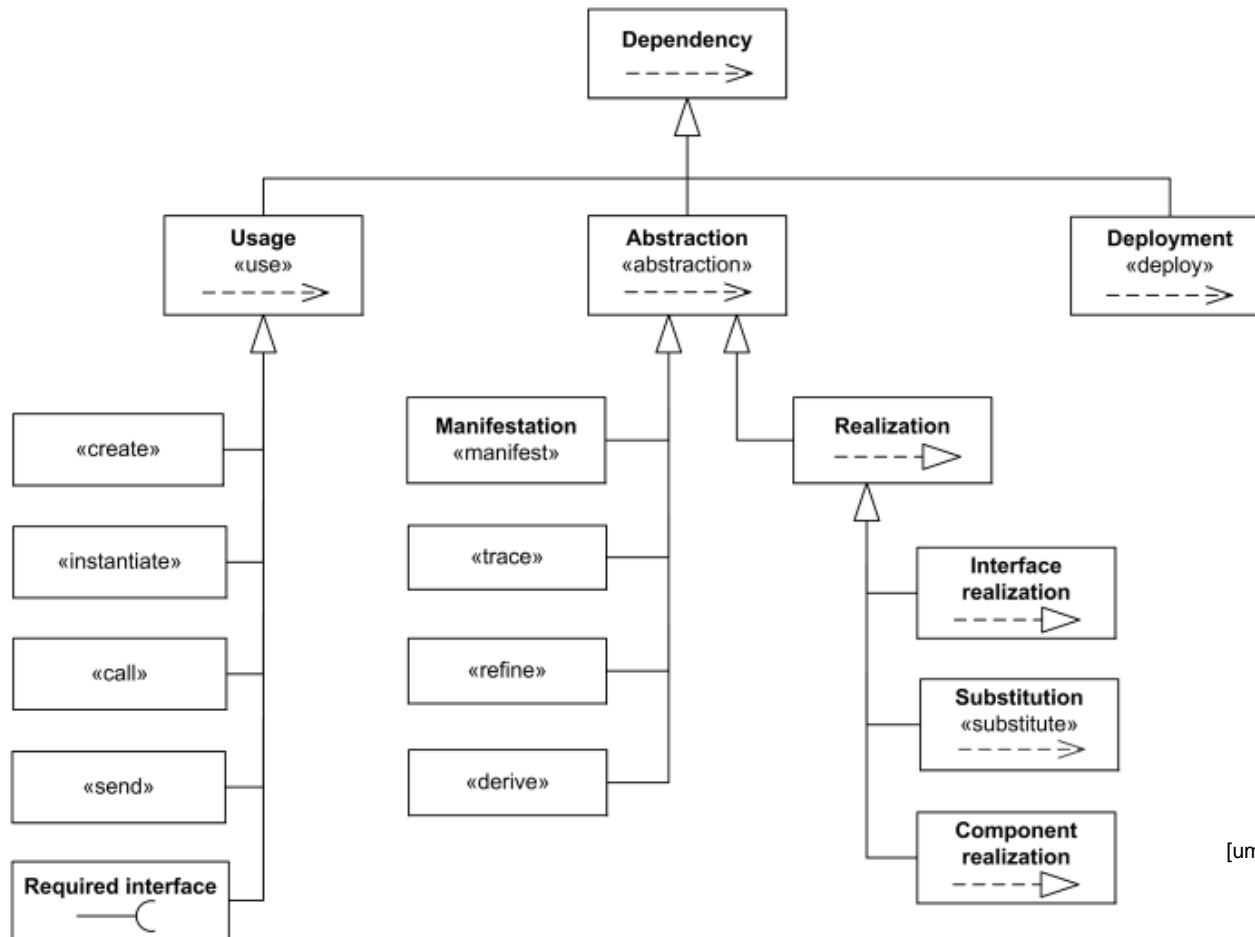 Dependency
Usage
«use»
Abstraction
«abstraction»
Deployment
«deploy»
«create»
Manifestation
«manifest»
Realization
«instantiate»
«trace»
Interface
realization
«call»
«refine»
Substitution
«substitute»
«send»
«derive»
Component
realization
[um
Required interface